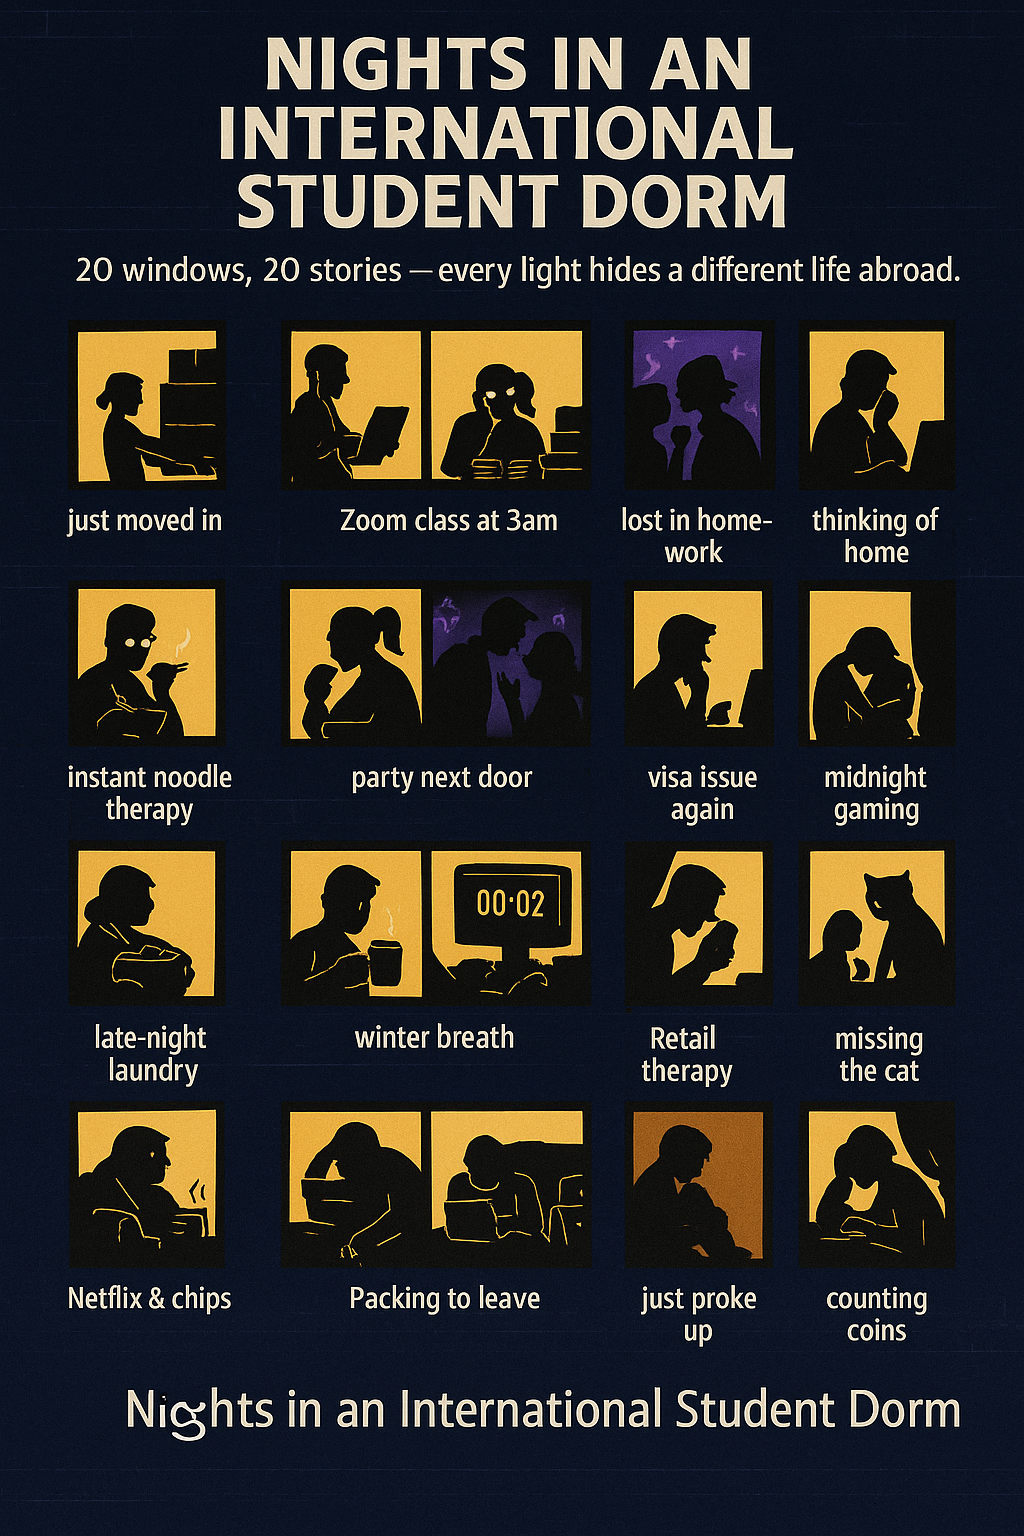 NIGHTS IN AN
INTERNATIONAL
STUDENT DORM
20 windows, 20 stories — every light hides a different life abroad.
just moved in
Zoom class at 3am
lost in home-
work
thinking of
home
instant noodle
therapy
party next door
visa issue
again
midnight
gaming
00:02
late-night
laundry
winter breath
Retail
therapy
missing
the cat
Netflix & chips
Packing to leave
just proke
up
counting
coins
Nights in an International Student Dorm